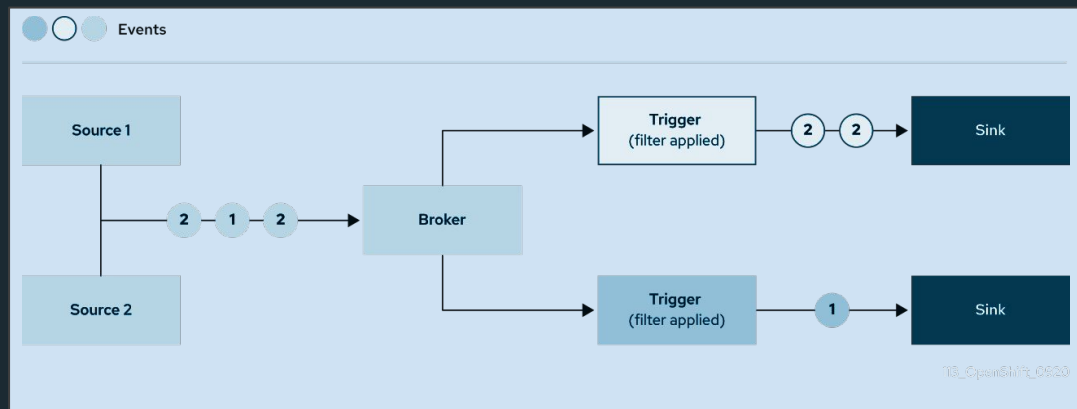 Events
Source 1
2 1 2
Source 2
Broker
Trigger
(filter applied)
2 2
Sink
Trigger
(filter applied)
1
Sink